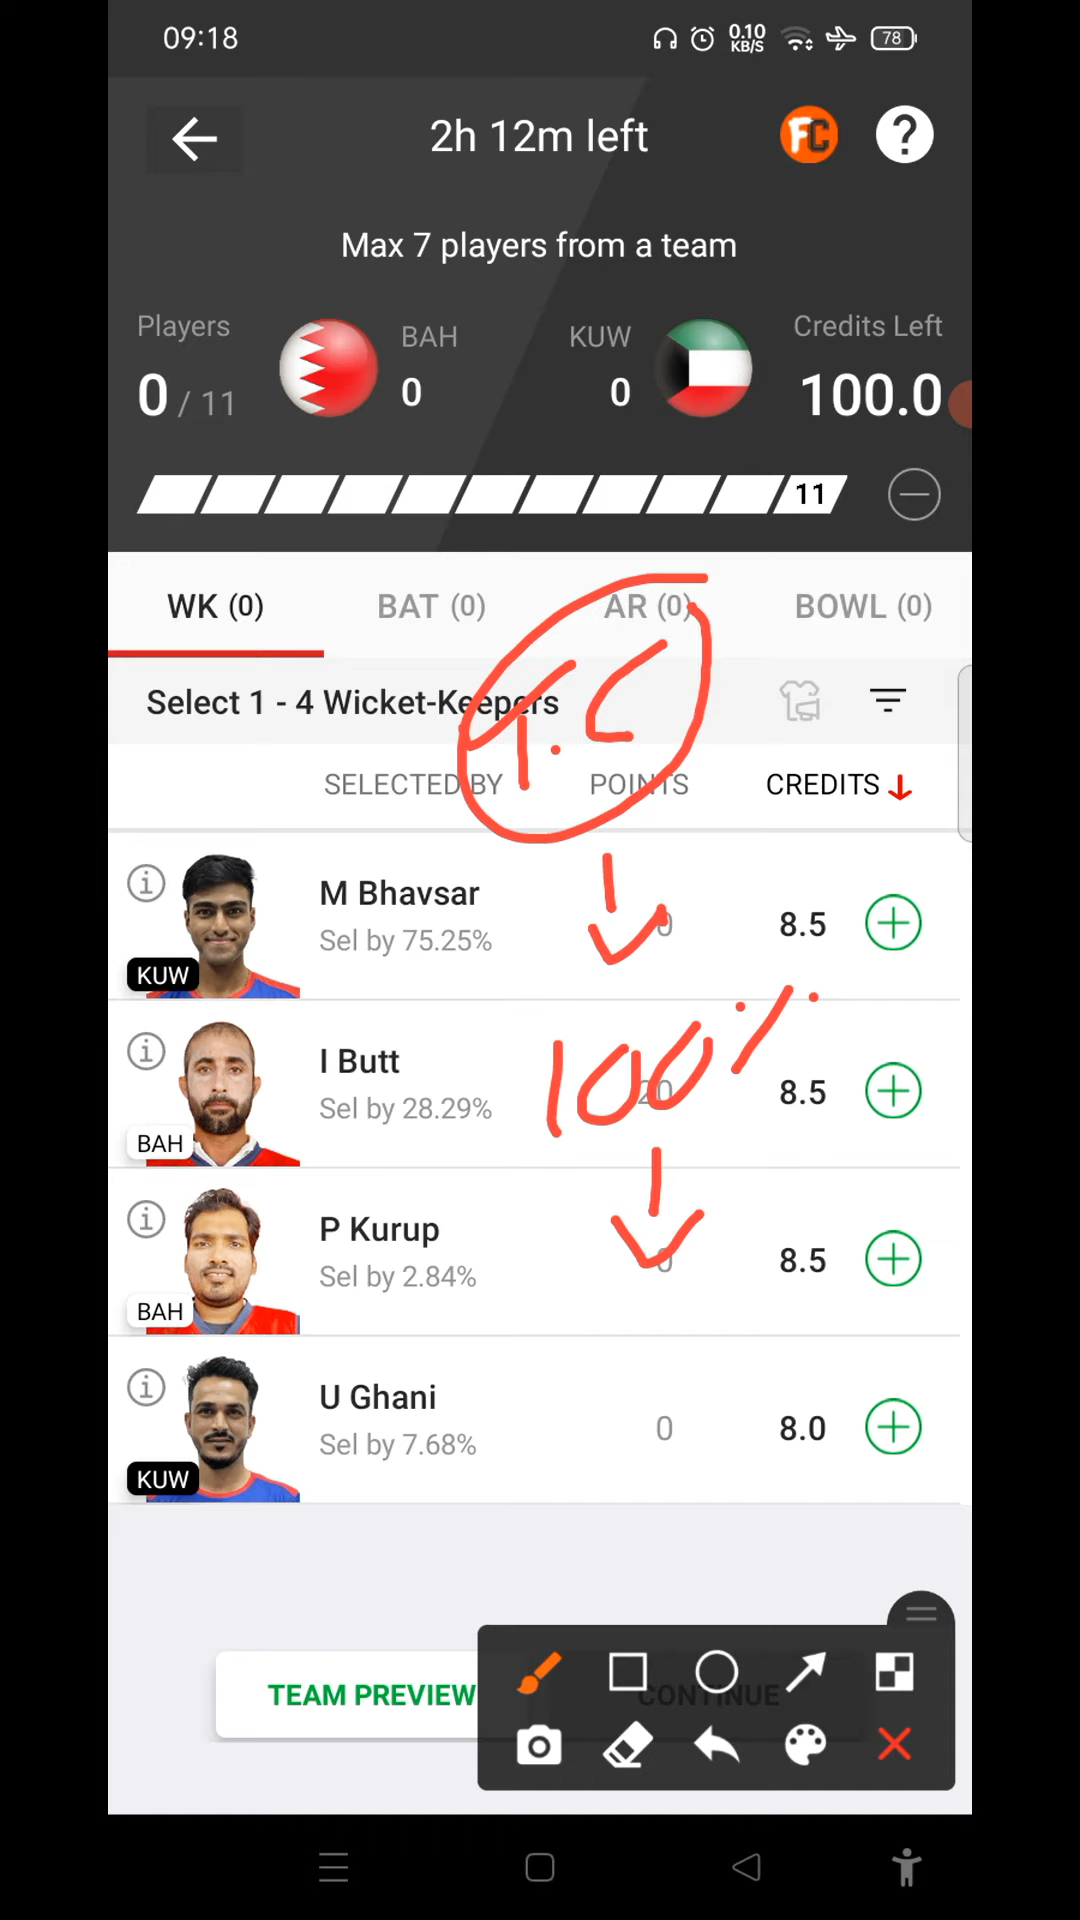 09:18
0.10 KB/S
78
2h 12m left
FC
?
Max 7 players from a team
Players
BAH
KUW
Credits Left
0 / 11
0
0
100.0
11
WK (0)
BAT (0)
AR (0)
BOWL (0)
Select 1 - 4 Wicket-Keepers
T.C
SELECTED BY
POINTS
CREDITS
M Bhavsar
Sel by 75.25%
0
8.5
KUW
100%
I Butt
Sel by 28.29%
20
8.5
BAH
P Kurup
Sel by 2.84%
0
8.5
BAH
U Ghani
Sel by 7.68%
0
8.0
KUW
TEAM PREVIEW
CONTINUE